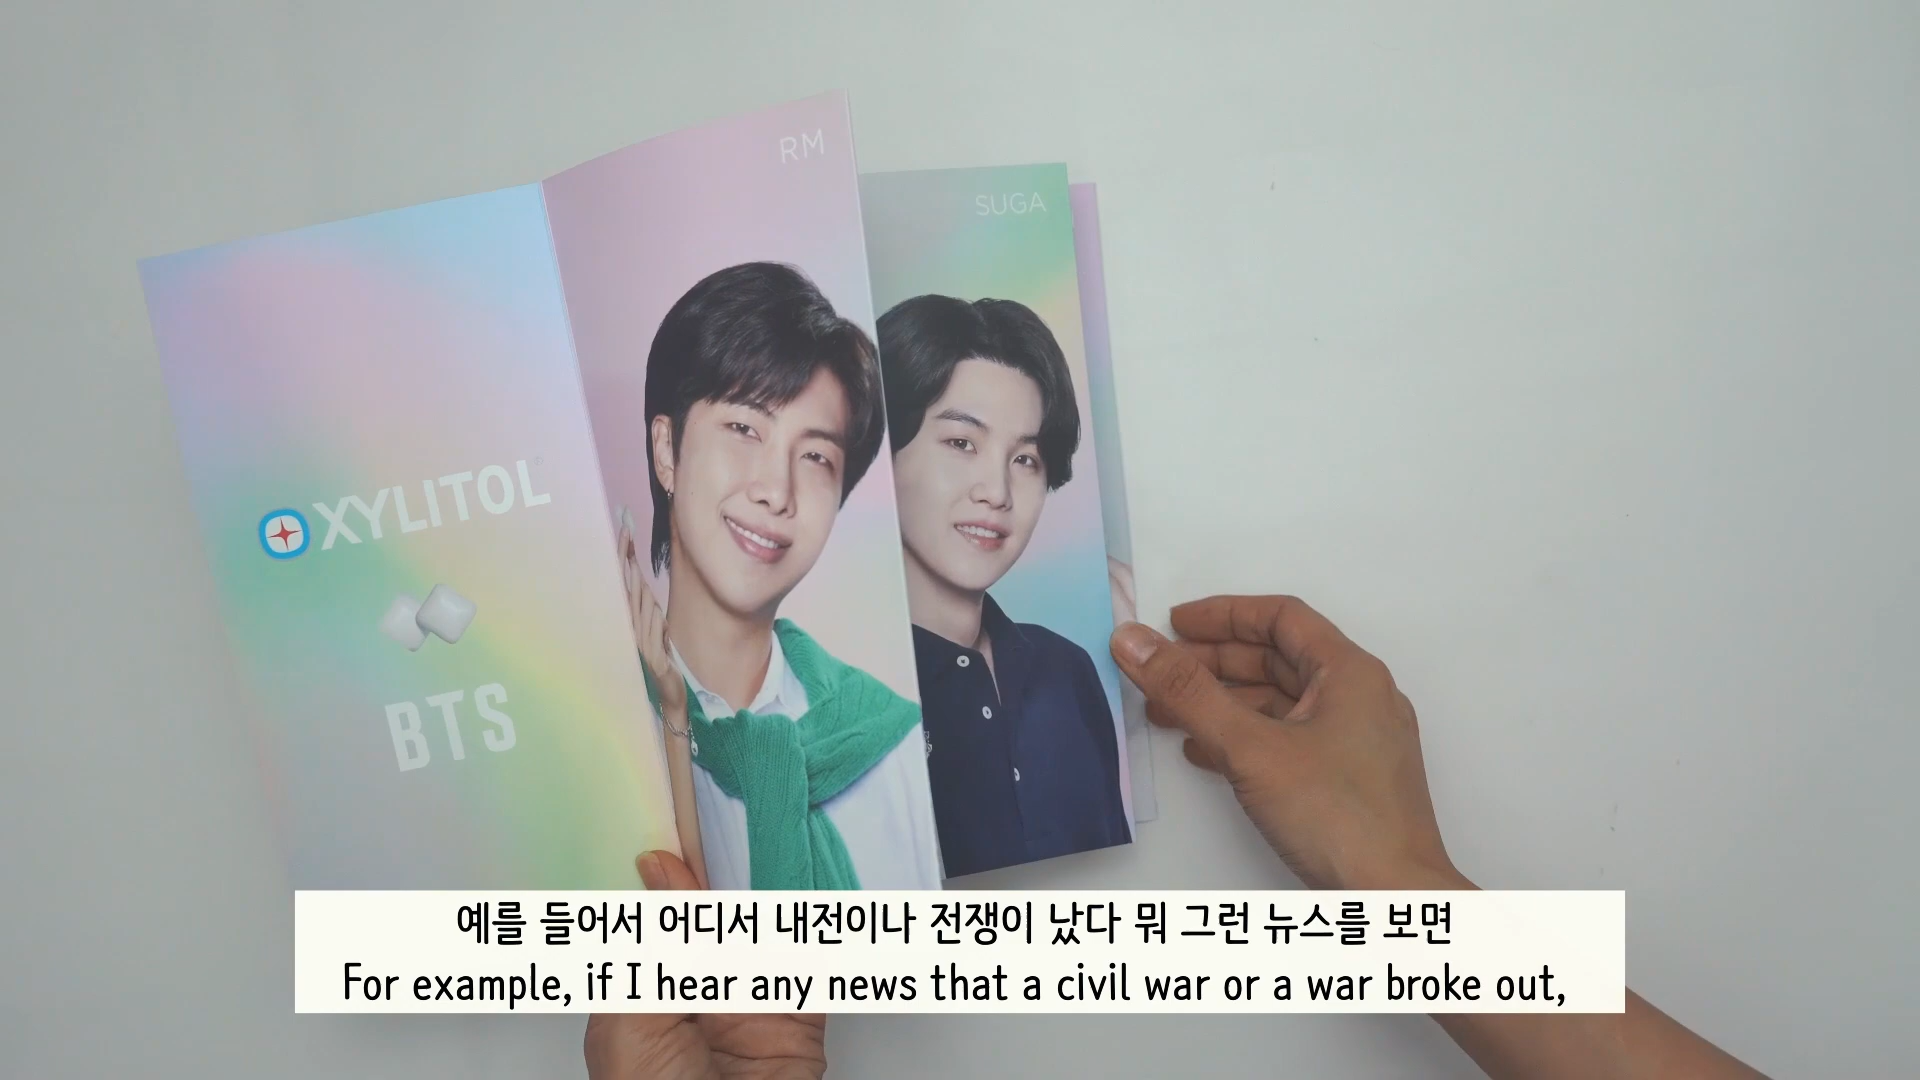 RM
SUGA
XYLITOL
BTS
예를 들어서 어디서 내전이나 전쟁이 났다 뭐 그런 뉴스를 보면
For example, if I hear any news that a civil war or a war broke out,